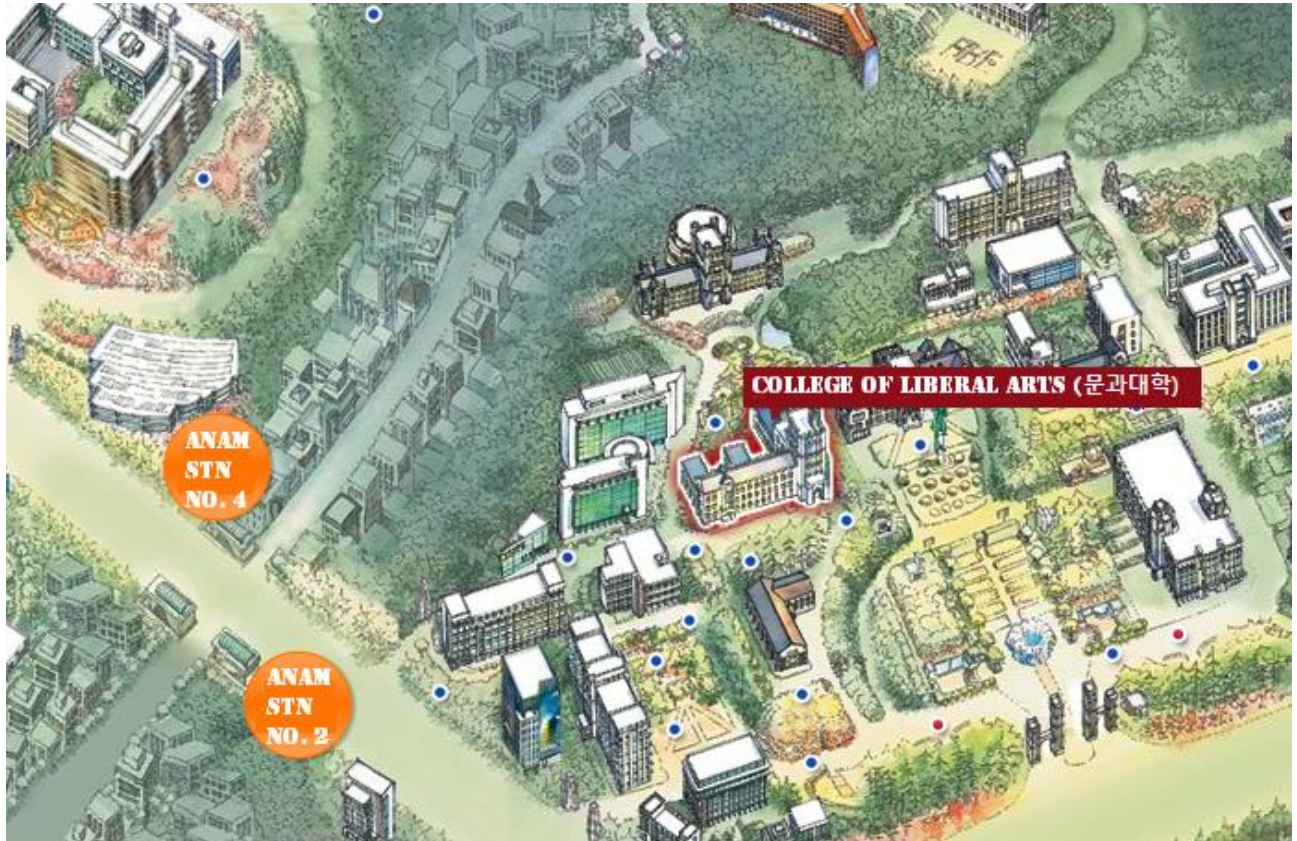 COLLEGE OF LIBERAL ARTS (문과대학)
ANAM
STN
NO. 4
ANAM
STN
NO. 2